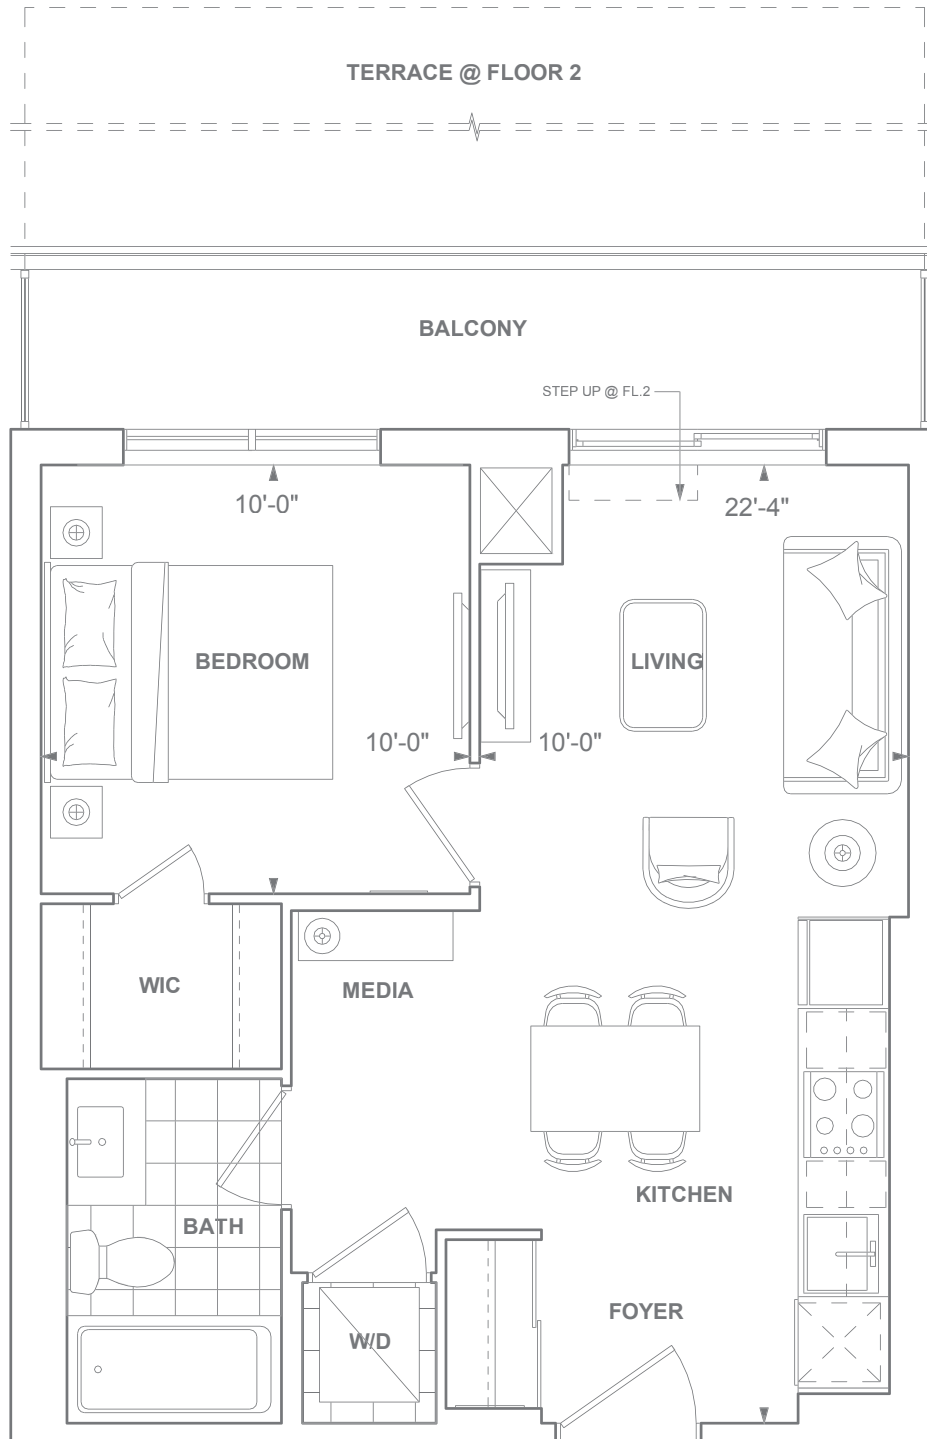 TERRACE @ FLOOR 2
BALCONY
STEP UP @ FL.2
10'-0"
22'-4"
BEDROOM
LIVING
10'-0"
10'-0"
WIC
MEDIA
KITCHEN
BATH
FOYER
W/D